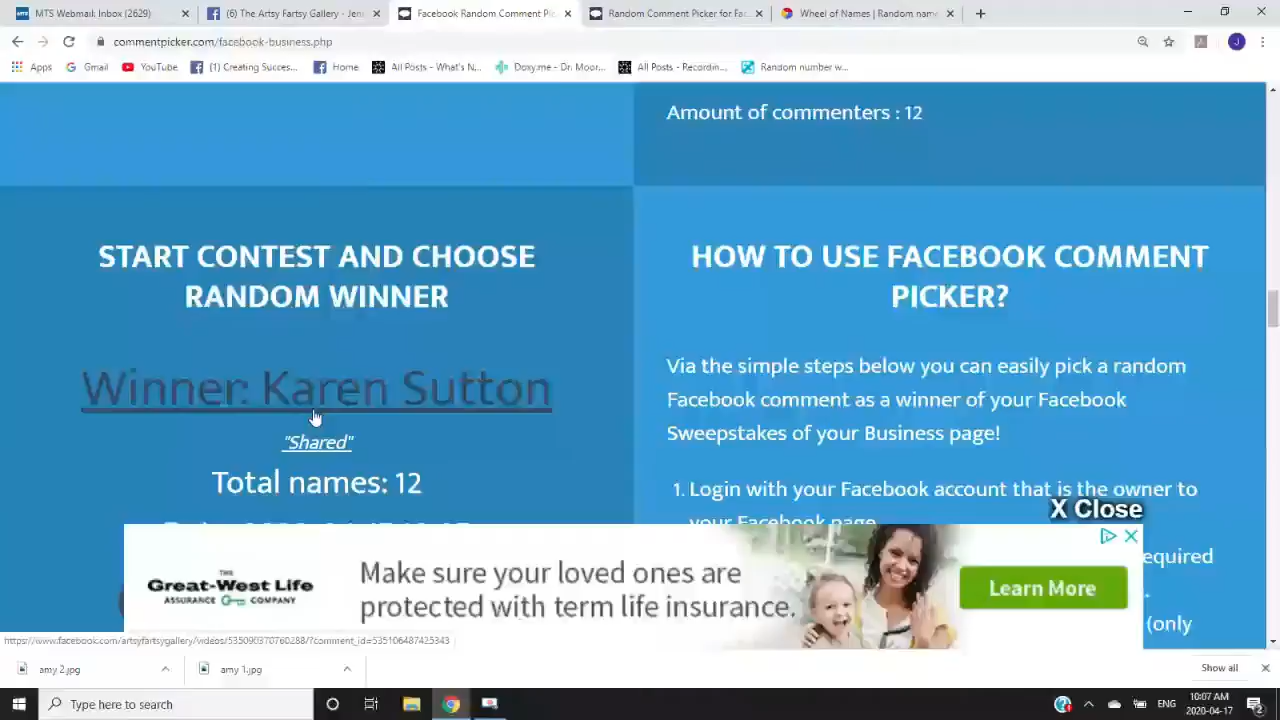 MTS Webmail: Inbox (2629)
(6) The Artsy Fartsy Gallery - Jenn
Facebook Random Comment Pic
Random Comment Picker for Fac
Wheel of Names | Random name
commentpicker.com/facebook-business.php
Apps
Gmail
YouTube
(1) Creating Succes...
Home
All Posts - What's N...
Doxy.me - Dr. Moor...
All Posts - Recordin...
Random number w...
Amount of commenters : 12
START CONTEST AND CHOOSE
RANDOM WINNER
Winner: Karen Sutton
"Shared"
Total names: 12
HOW TO USE FACEBOOK COMMENT
PICKER?
Via the simple steps below you can easily pick a random
Facebook comment as a winner of your Facebook
Sweepstakes of your Business page!
1. Login with your Facebook account that is the owner to
your Facebook page
equired
(only
X Close
THE
Great-West Life
ASSURANCE COMPANY
Make sure your loved ones are
protected with term life insurance.
Learn More
https://www.facebook.com/artsyfartsygallery/videos/535090370760288/?comment_id=535106487425343
amy 2.jpg
amy 1.jpg
Show all
Type here to search
ENG
10:07 AM
2020-04-17